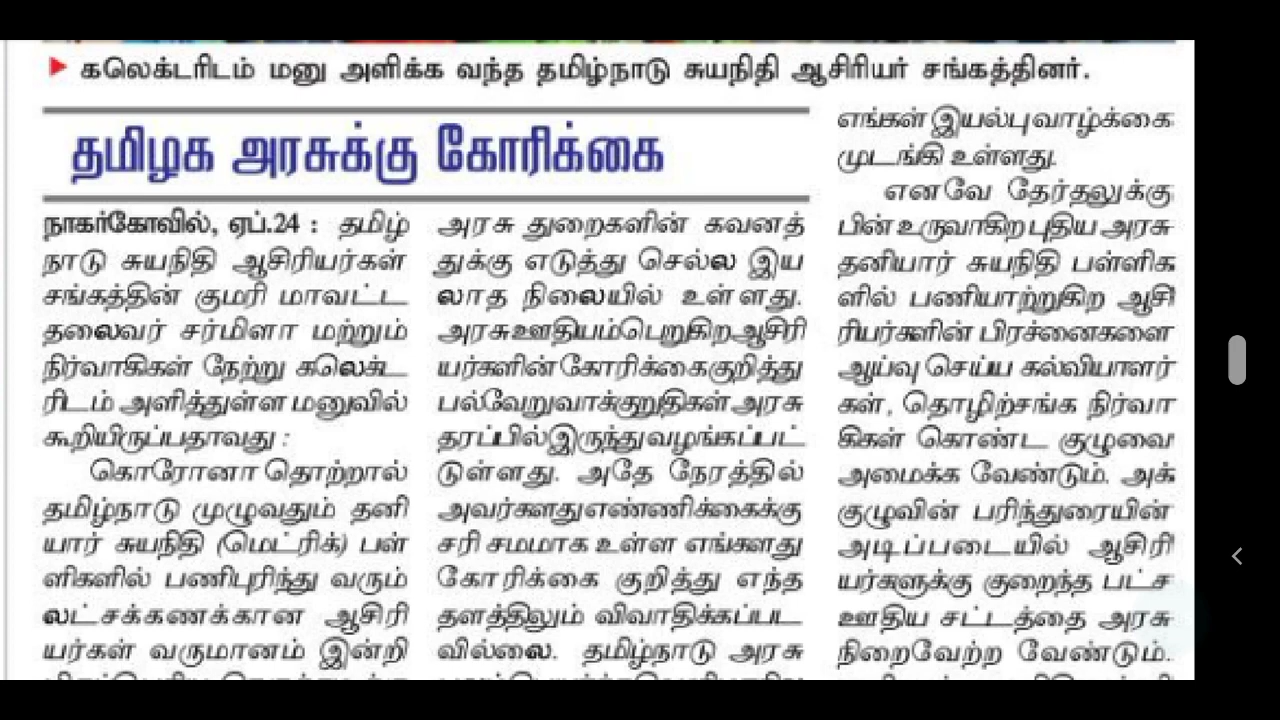 கலெக்டரிடம் மனு அளிக்க வந்த தமிழ்நாடு சுயநிதி ஆசிரியர் சங்கத்தினர்.
தமிழக அரசுக்கு கோரிக்கை
நாகர்கோவில், ஏப்.24 : தமிழ்
நாடு சுயநிதி ஆசிரியர்கள்
சங்கத்தின் குமரி மாவட்ட
தலைவர் சர்மிளா மற்றும்
நிர்வாகிகள் நேற்று கலெக்ட
ரிடம் அளித்துள்ள மனுவில்
கூறியிருப்பதாவது :
கொரோனா தொற்றால்
தமிழ்நாடு முழுவதும் தனி
யார் சுயநிதி (மெட்ரிக்) பள்
ளிகளில் பணிபுரிந்து வரும்
லட்சக்கணக்கான ஆசிரி
யர்கள் வருமானம் இன்றி
அரசு துறைகளின் கவனத்
துக்கு எடுத்து செல்ல இய
லாத நிலையில் உள்ளது.
அரசு ஊதியம் பெறுகிற ஆசிரி
யர்களின் கோரிக்கை குறித்து
பல்வேறு வாக்குறுதிகள் அரசு
தரப்பில் இருந்து வழங்கப்பட்
டுள்ளது. அதே நேரத்தில்
அவர்களது எண்ணிக்கைக்கு
சரி சமமாக உள்ள எங்களது
கோரிக்கை குறித்து எந்த
தளத்திலும் விவாதிக்கப்பட
வில்லை. தமிழ்நாடு அரசு
எங்கள் இயல்பு வாழ்க்கை
முடங்கி உள்ளது.
எனவே தேர்தலுக்கு
பின் உருவாகிற புதிய அரசு
தனியார் சுயநிதி பள்ளிக
ளில் பணியாற்றுகிற ஆசி
ரியர்களின் பிரச்னைகளை
ஆய்வு செய்ய கல்வியாளர்
கள், தொழிற்சங்க நிர்வா
கிகள் கொண்ட குழுவை
அமைக்க வேண்டும். அக்
குழுவின் பரிந்துரையின்
அடிப்படையில் ஆசிரி
யர்களுக்கு குறைந்த பட்ச
ஊதிய சட்டத்தை அரசு
நிறைவேற்ற வேண்டும்.